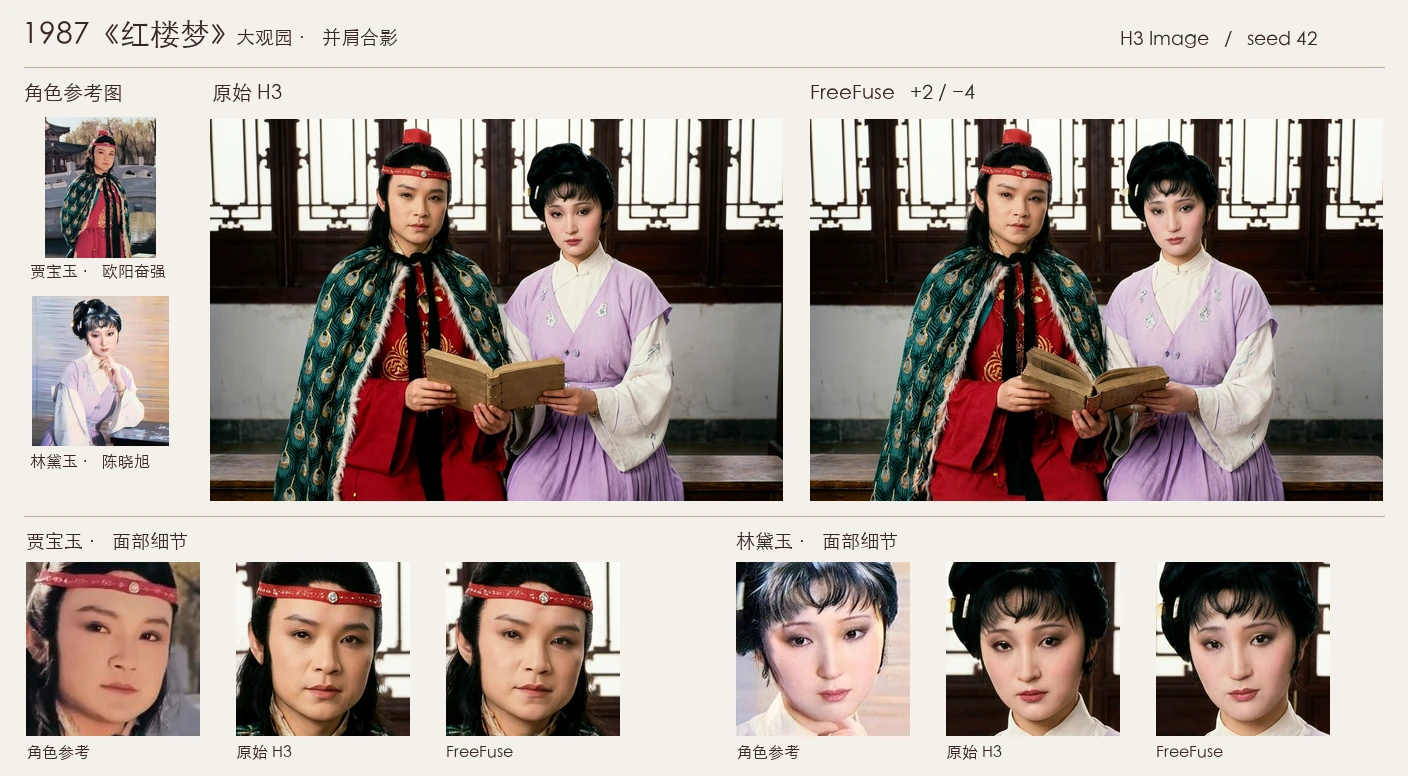 1987《红楼梦》大观园 · 并肩合影
H3 Image / seed 42
角色参考图
原始 H3
FreeFuse +2 / −4
贾宝玉 · 欧阳奋强
林黛玉 · 陈晓旭
贾宝玉 · 面部细节
林黛玉 · 面部细节
角色参考
原始 H3
FreeFuse
角色参考
原始 H3
FreeFuse